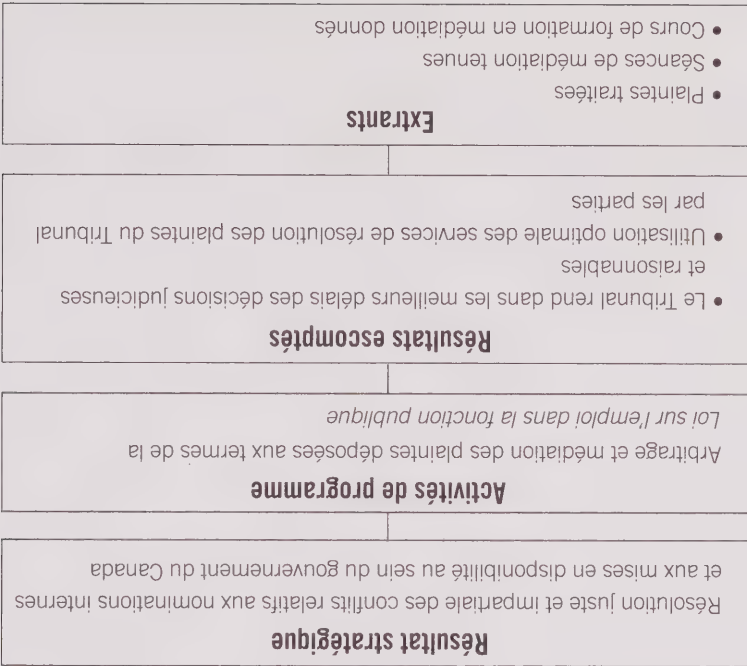 Résultat stratégique
Résolution juste et impartiale des conflits relatifs aux nominations internes
et aux mises en disponibilité au sein du gouvernement du Canada
Activités de programme
Arbitrage et médiation des plaintes déposées aux termes de la
Loi sur l'emploi dans la fonction publique
Résultats escomptés
• Le Tribunal rend dans les meilleurs délais des décisions judicieuses
et raisonnables
• Utilisation optimale des services de résolution des plaintes du Tribunal
par les parties
Extrants
• Plaintes traitées
• Séances de médiation tenues
• Cours de formation en médiation donnés